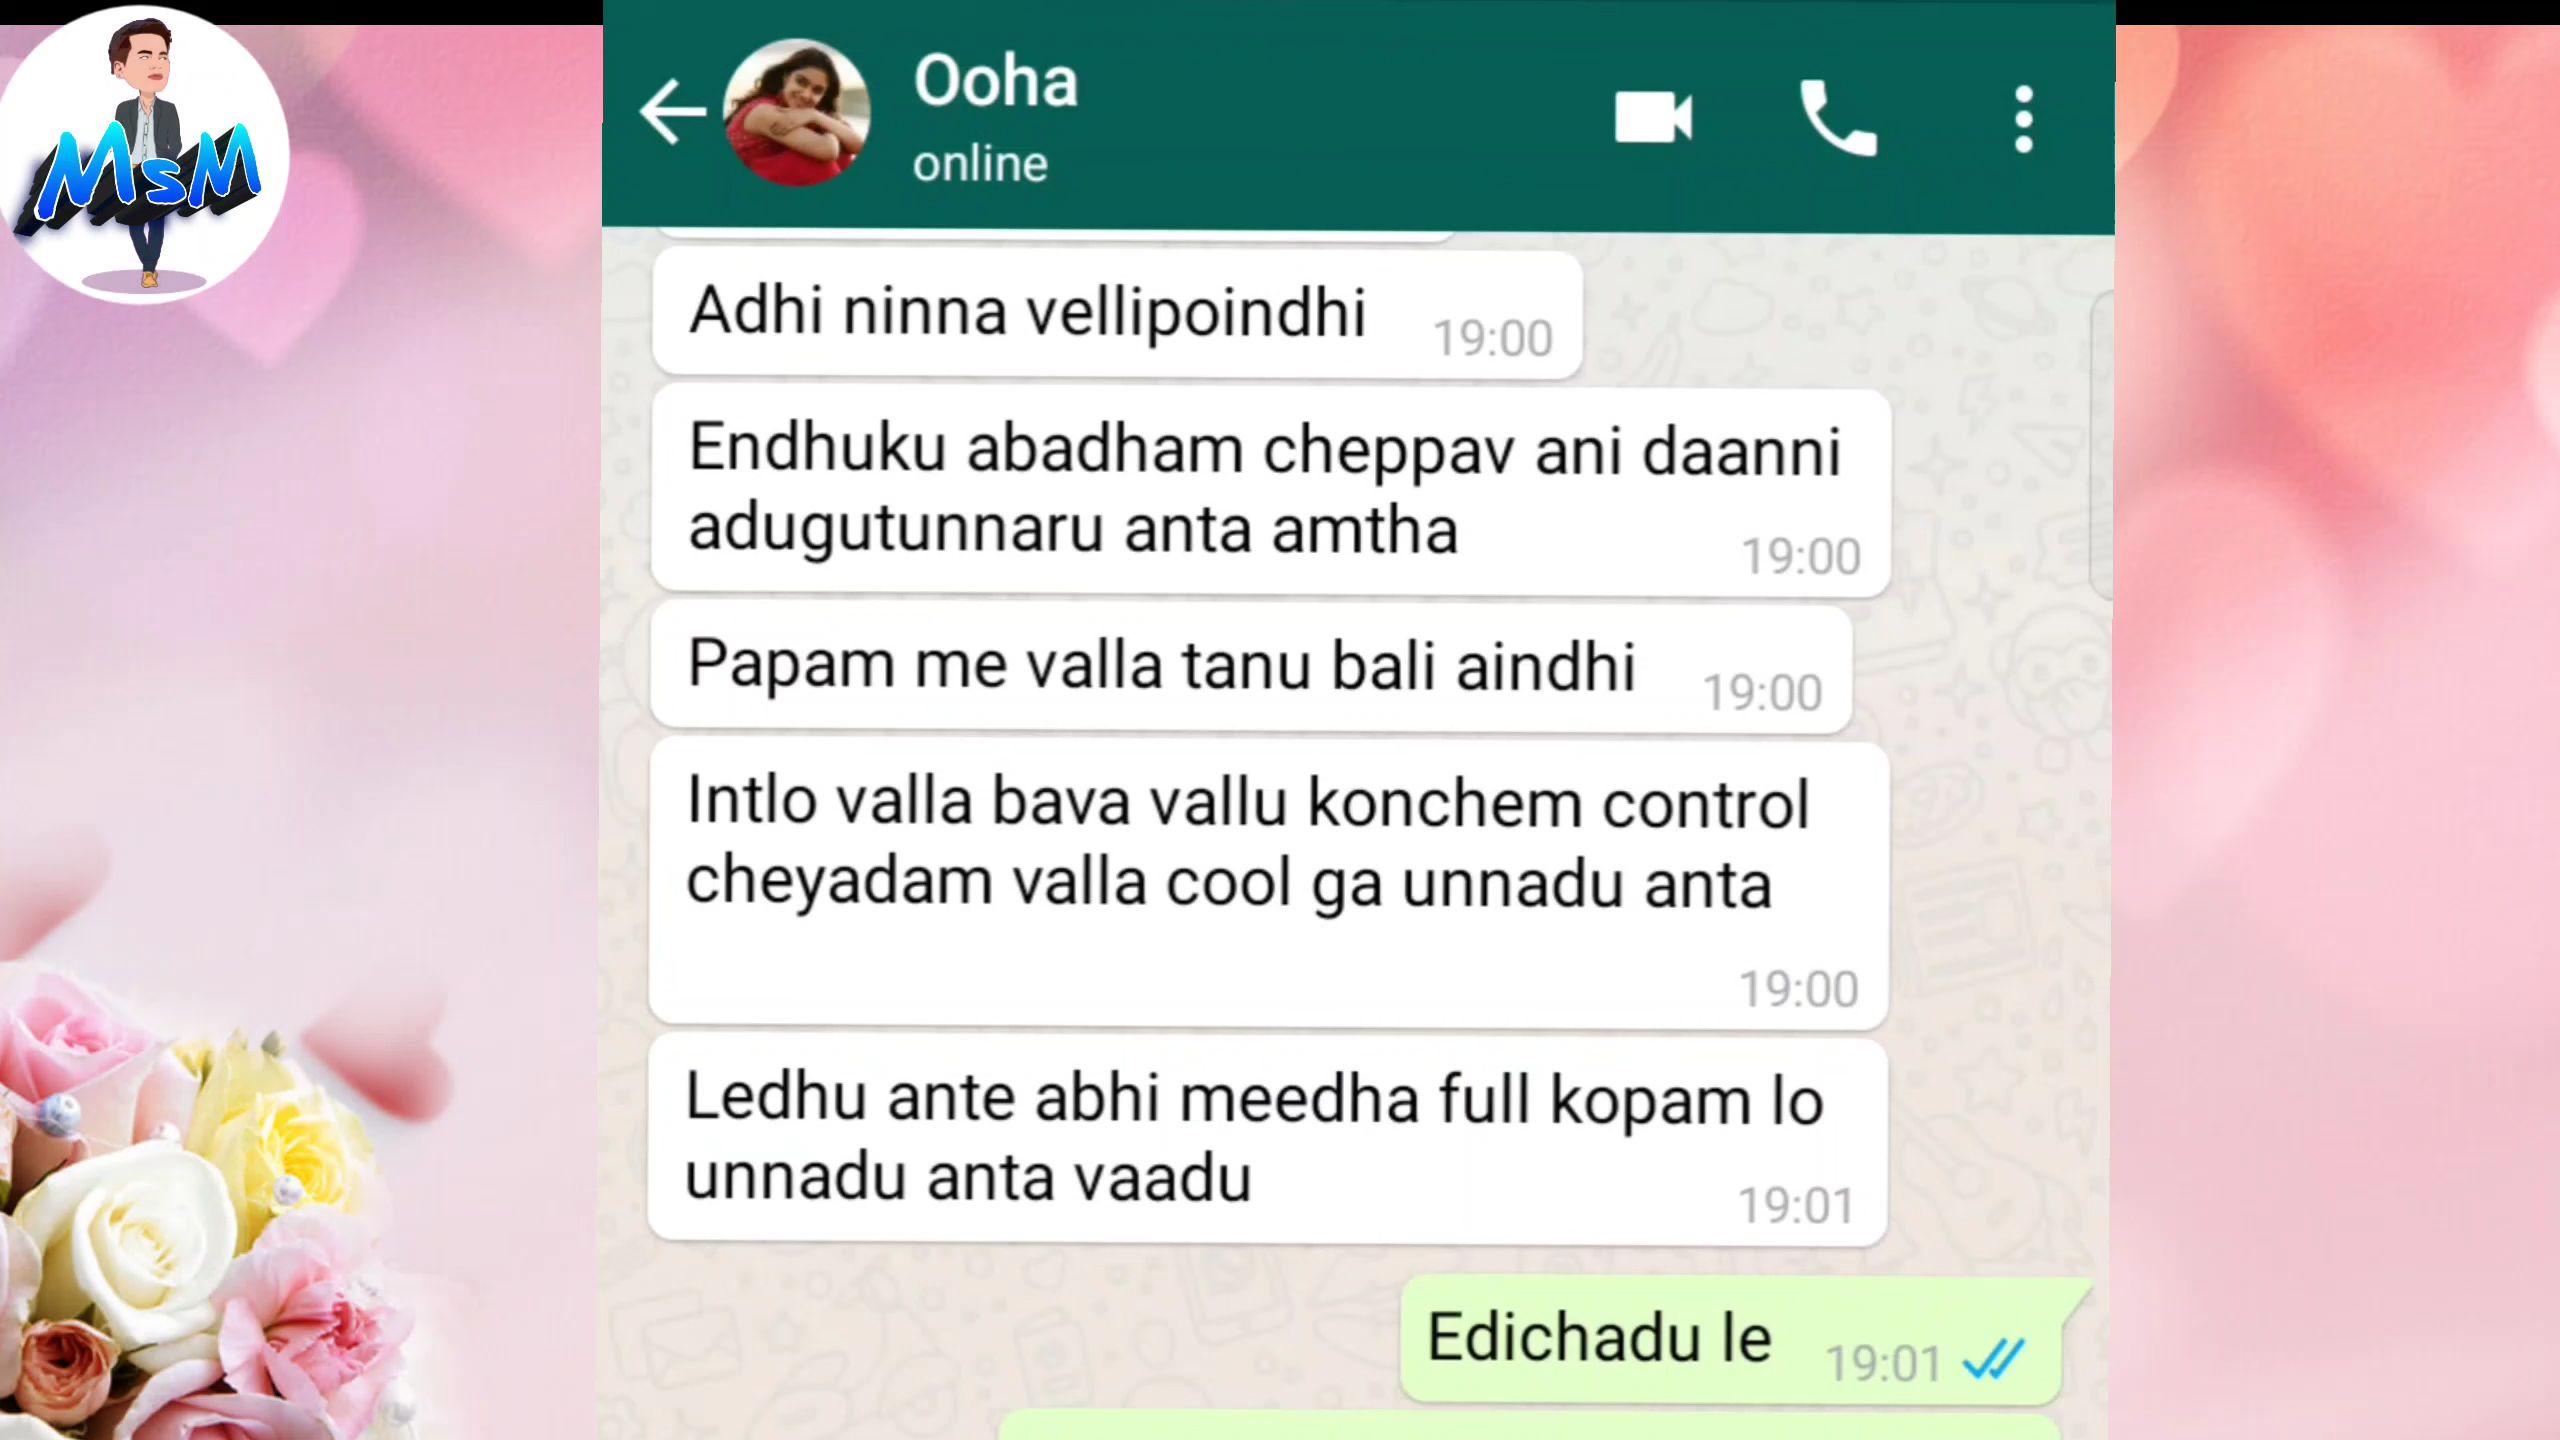 MsM
Ooha
online
Adhi ninna vellipoindhi
19:00
Endhuku abadham cheppav ani daanni
adugutunnaru anta amtha
19:00
Papam me valla tanu bali aindhi
19:00
Intlo valla bava vallu konchem control
cheyadam valla cool ga unnadu anta
19:00
Ledhu ante abhi meedha full kopam lo
unnadu anta vaadu
19:01
Edichadu le
19:01